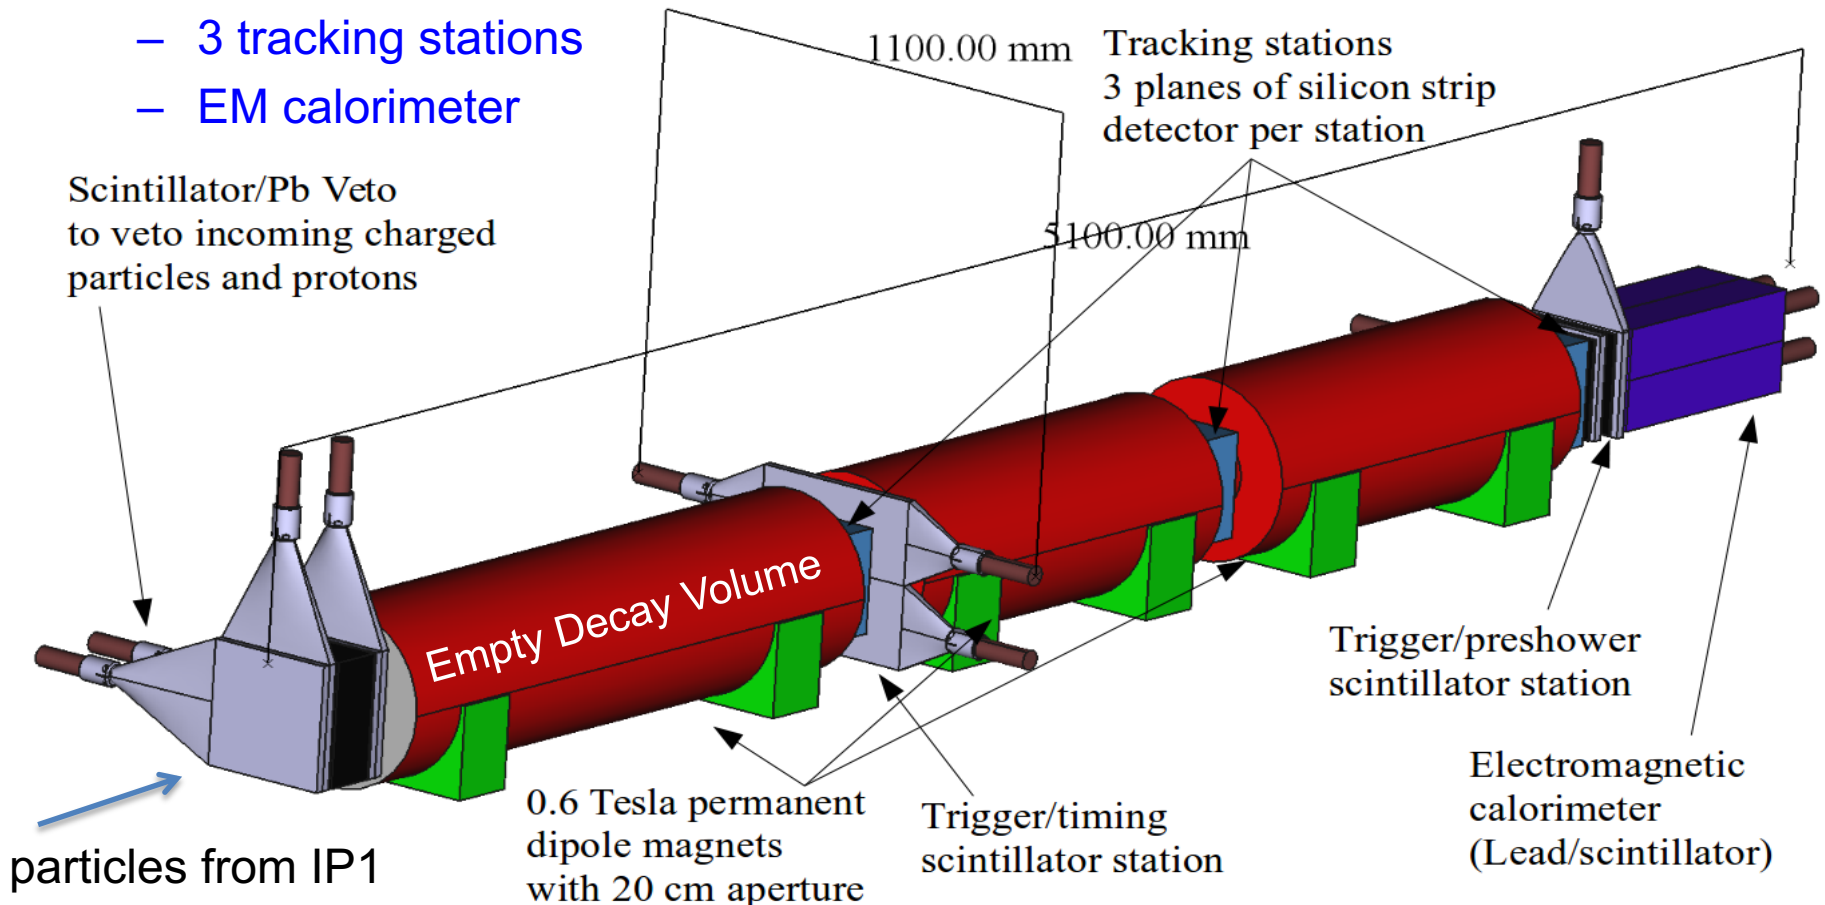 – 3 tracking stations
– EM calorimeter
1100.00 mm
Tracking stations
3 planes of silicon strip
detector per station
Scintillator/Pb Veto
to veto incoming charged
particles and protons
5100.00 mm
Empty Decay Volume
Trigger/preshower
scintillator station
Electromagnetic
calorimeter
(Lead/scintillator)
0.6 Tesla permanent
dipole magnets
with 20 cm aperture
Trigger/timing
scintillator station
particles from IP1